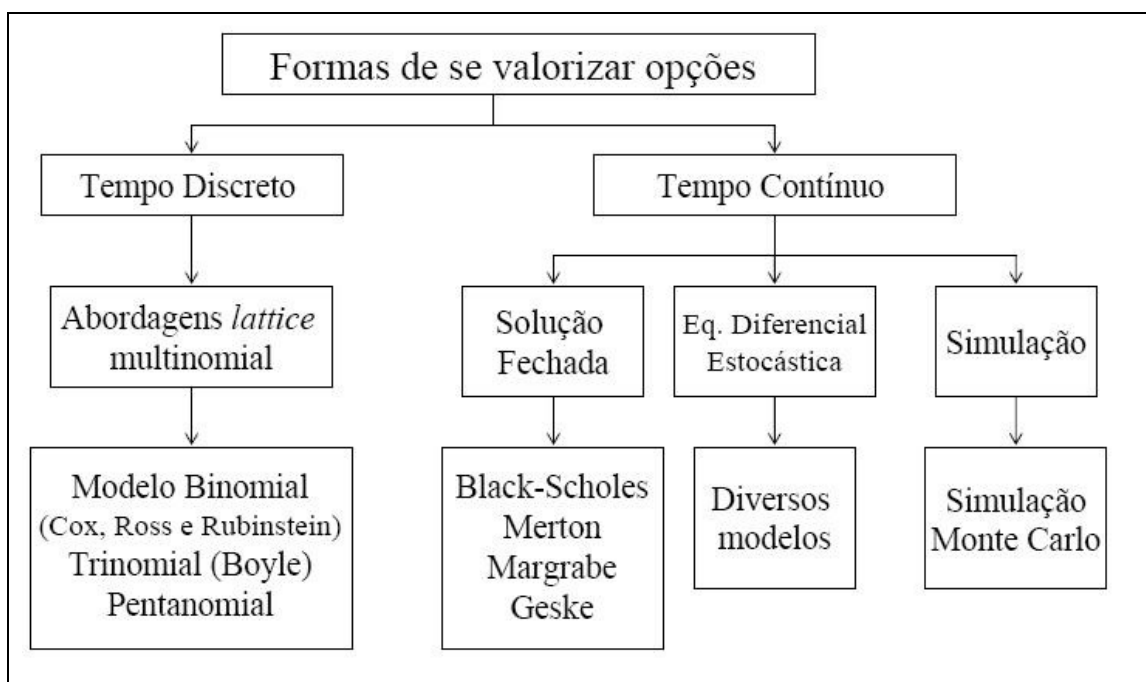 Formas de se valorizar opções
Tempo Discreto
Tempo Contínuo
Abordagens lattice
multinomial
Solução
Fechada
Eq. Diferencial
Estocástica
Simulação
Modelo Binomial
(Cox, Ross e Rubinstein)
Trinomial (Boyle)
Pentanomial
Black-Scholes
Merton
Margrabe
Geske
Diversos
modelos
Simulação
Monte Carlo